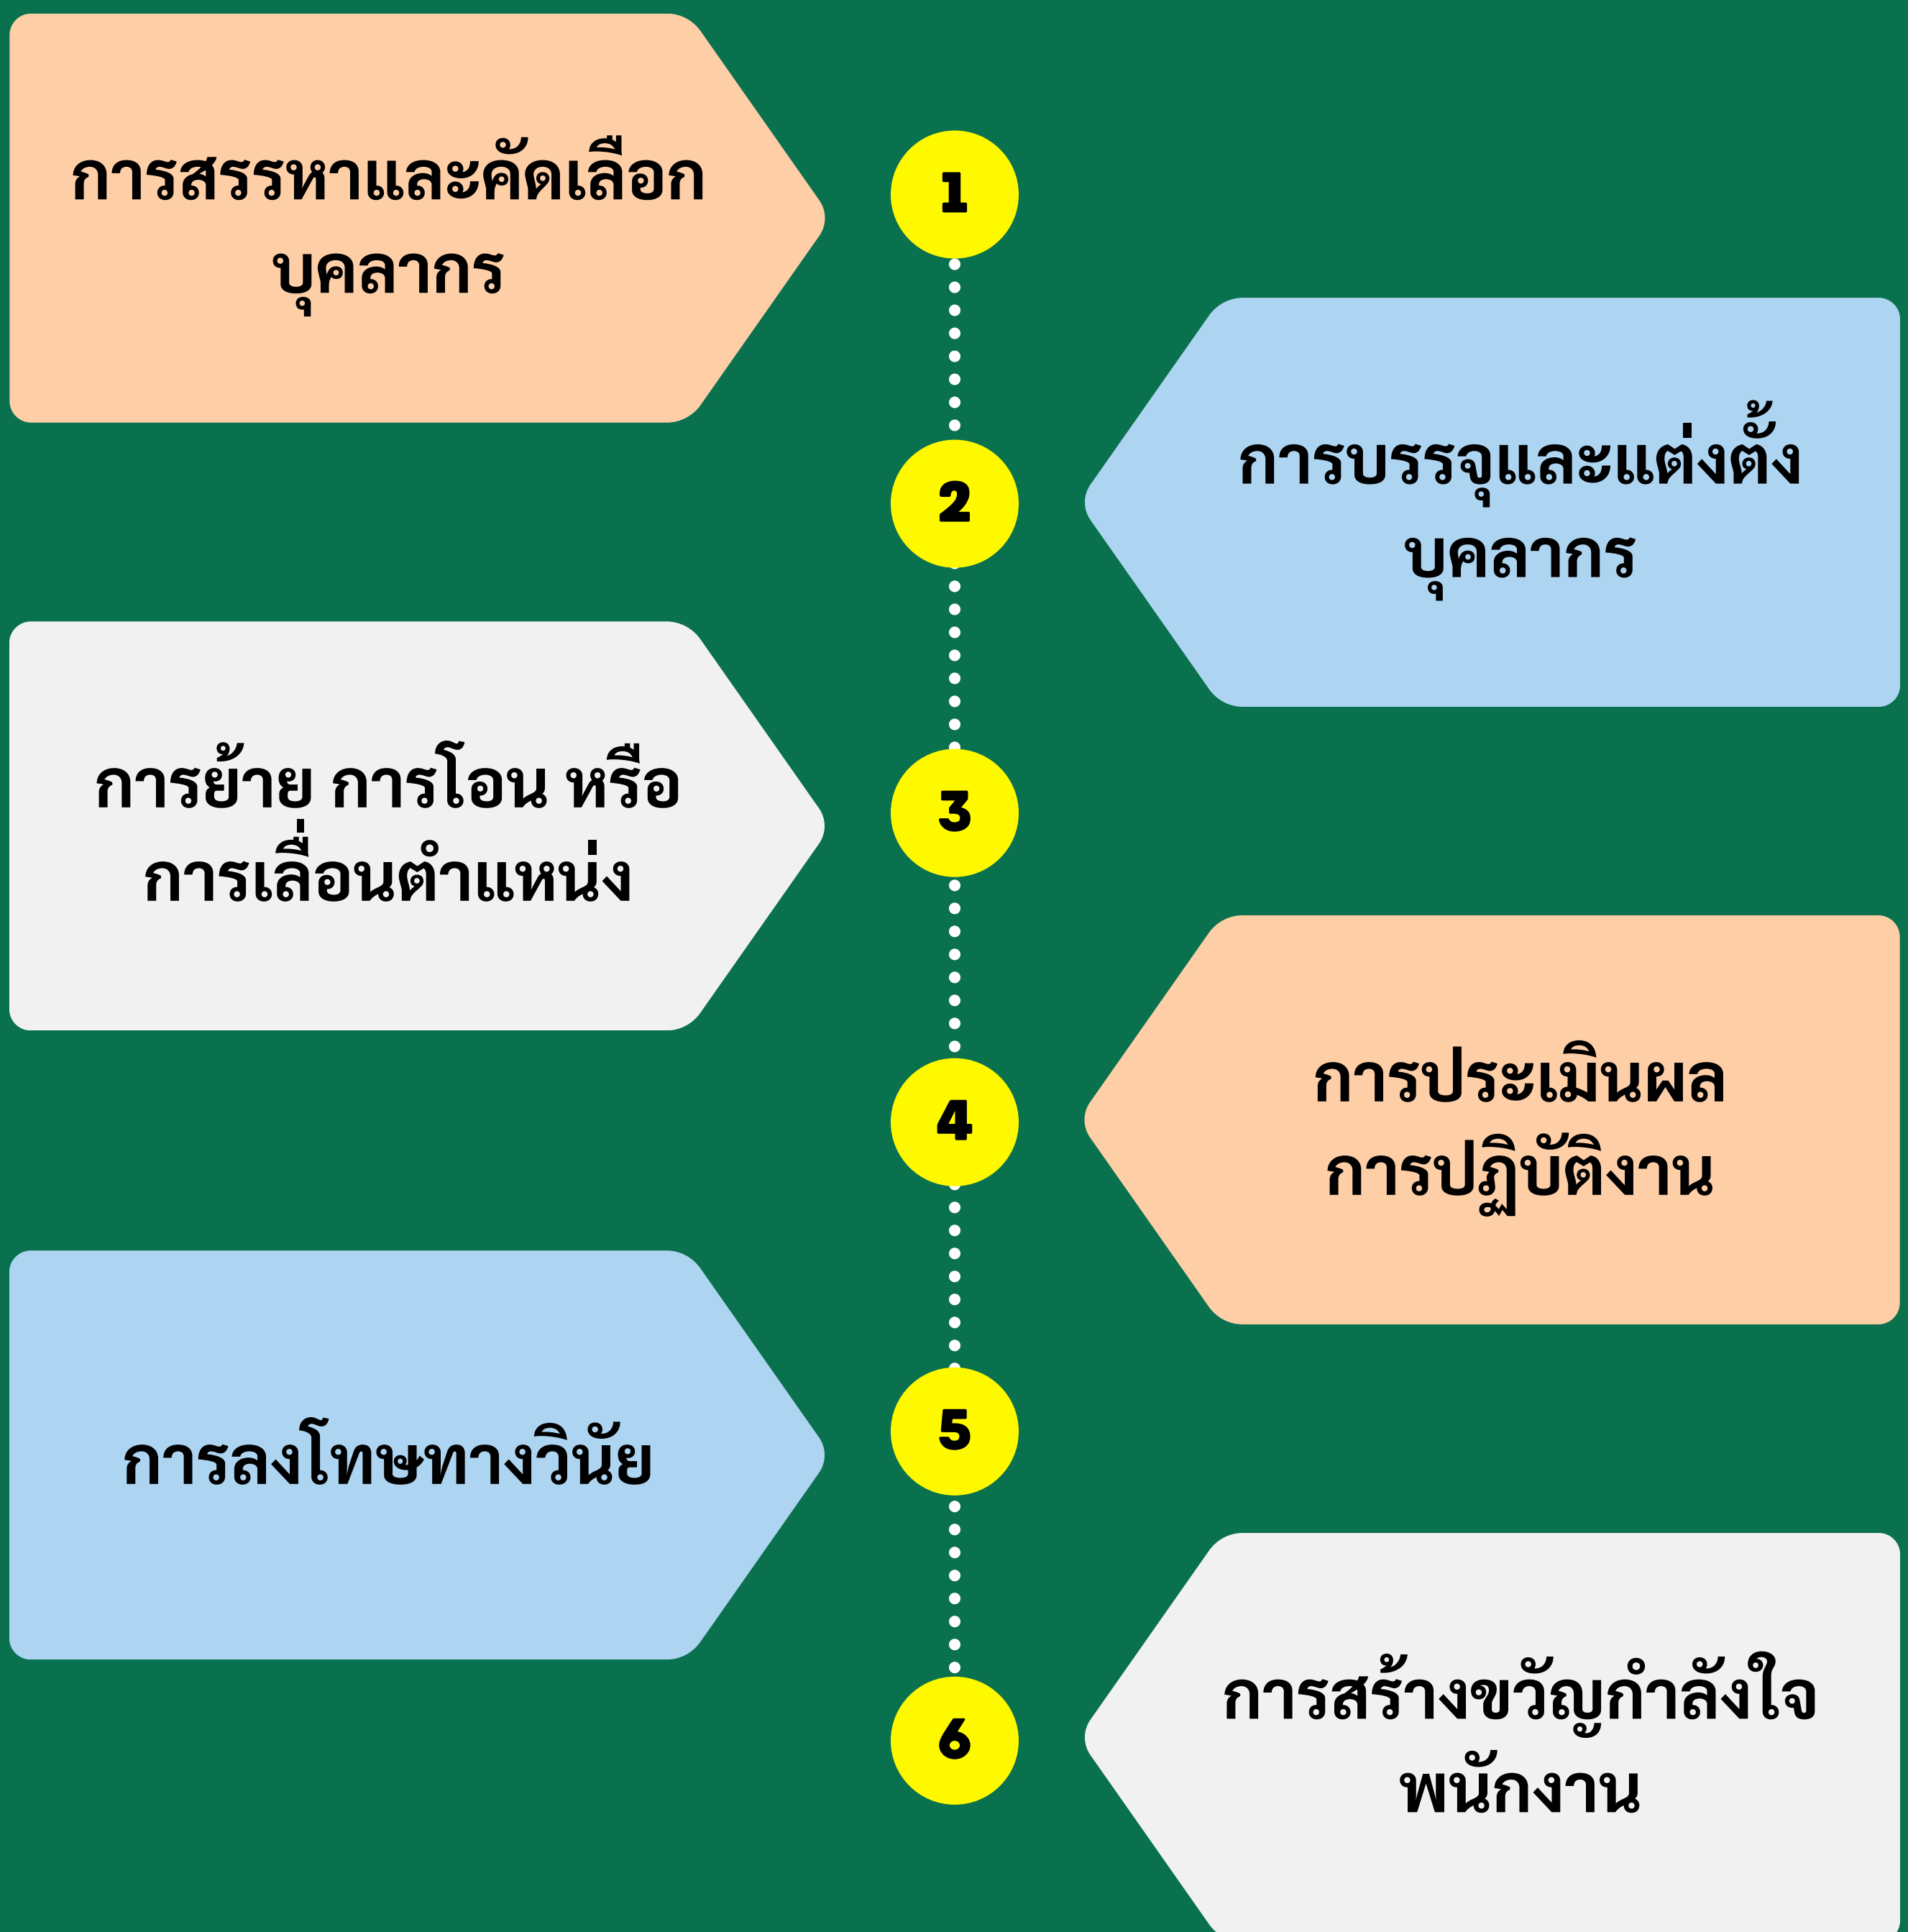 การสรรหาและคัดเลือก
บุคลากร
1
การบรรจุและแต่งตั้ง
บุคลากร
2
การย้าย การโอน หรือ
การเลื่อนตำแหน่ง
3
การประเมินผล
การปฏิบัติงาน
4
การลงโทษทางวินัย
5
การสร้างขวัญกำลังใจ
พนักงาน
6